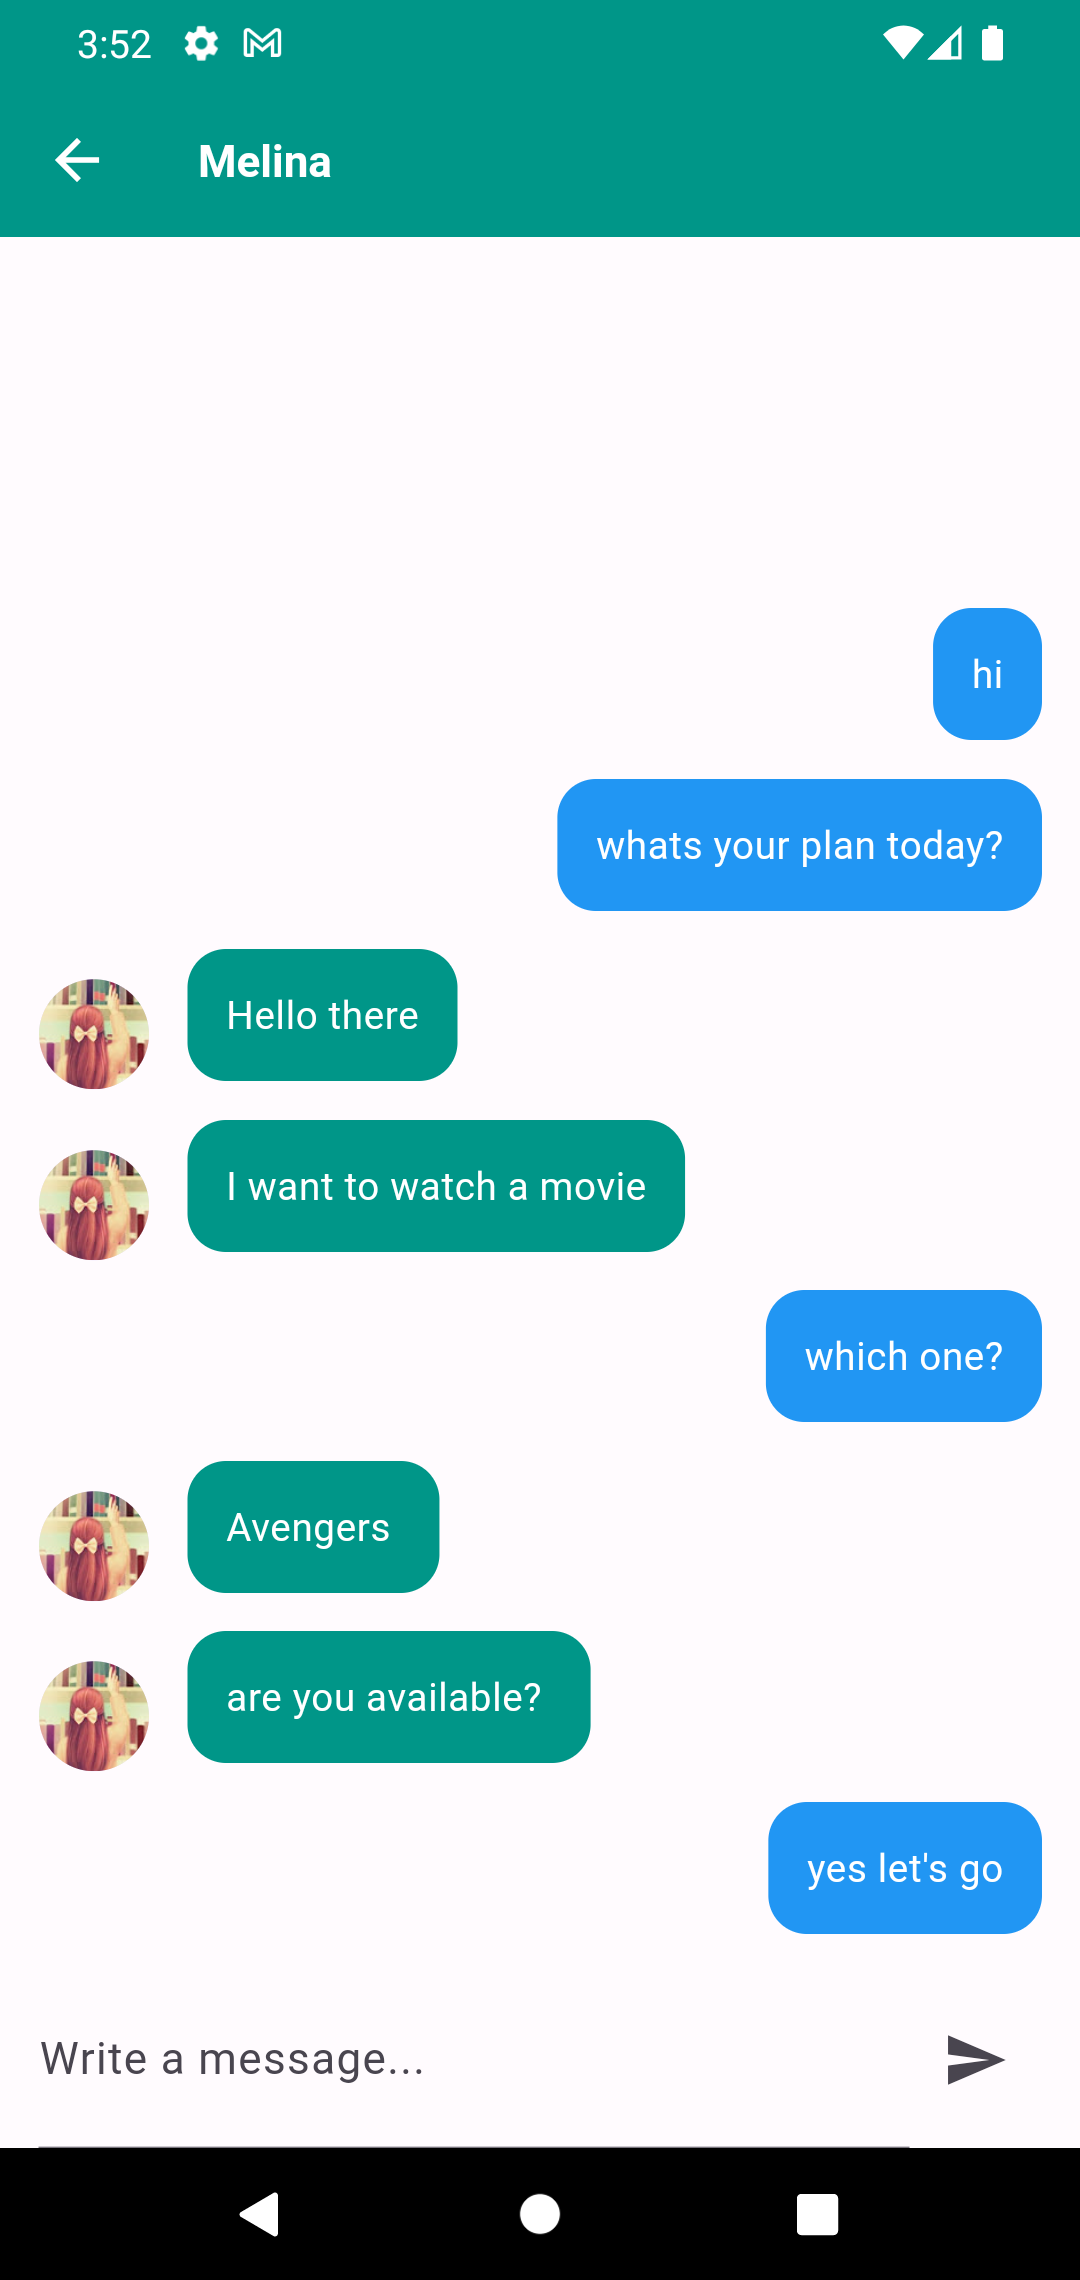 3:52
Melina
hi
whats your plan today?
Hello there
I want to watch a movie
which one?
Avengers
are you available?
yes let's go
Write a message...